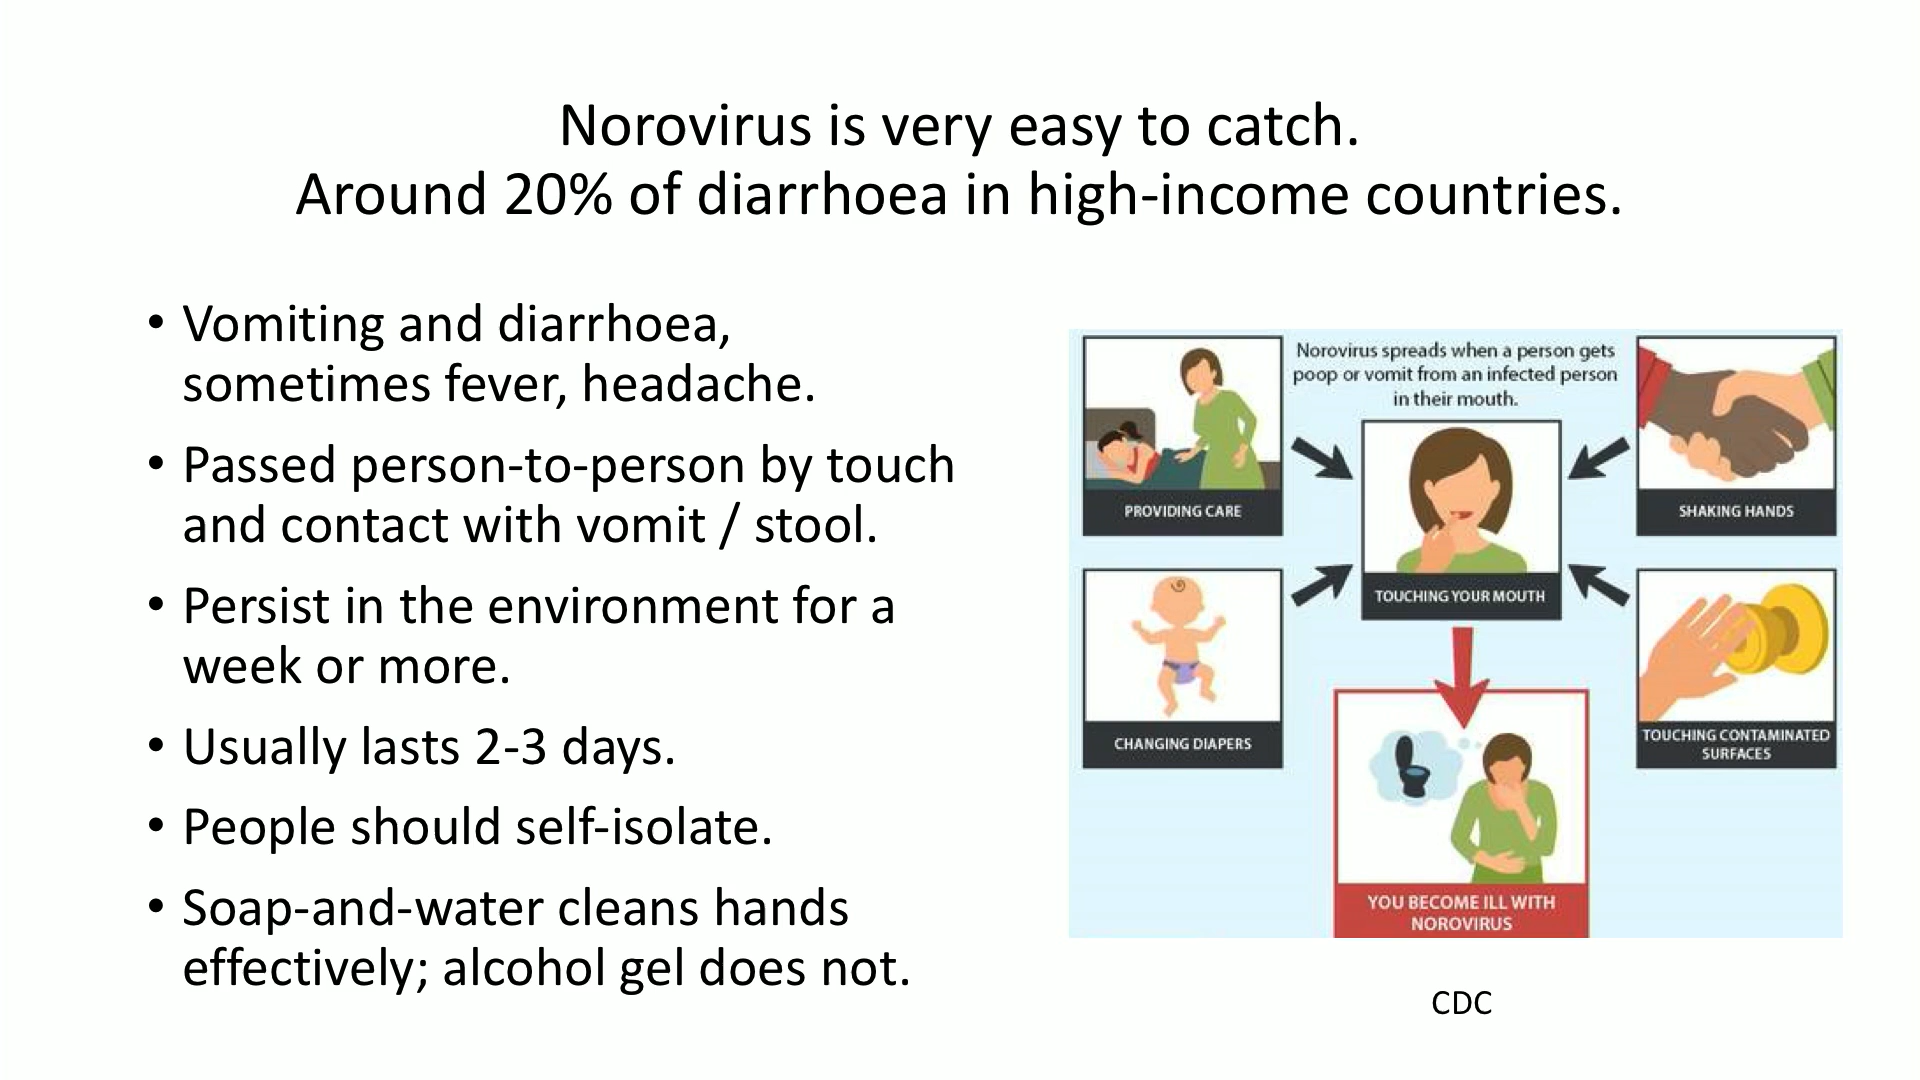 Norovirus is very easy to catch.
Around 20% of diarrhoea in high-income countries.
• Vomiting and diarrhoea,
sometimes fever, headache.
• Passed person-to-person by touch
and contact with vomit / stool.
• Persist in the environment for a
week or more.
• Usually lasts 2-3 days.
• People should self-isolate.
• Soap-and-water cleans hands
effectively; alcohol gel does not.
Norovirus spreads when a person gets
poop or vomit from an infected person
in their mouth.
PROVIDING CARE
SHAKING HANDS
TOUCHING YOUR MOUTH
CHANGING DIAPERS
TOUCHING CONTAMINATED
SURFACES
YOU BECOME ILL WITH
NOROVIRUS
CDC